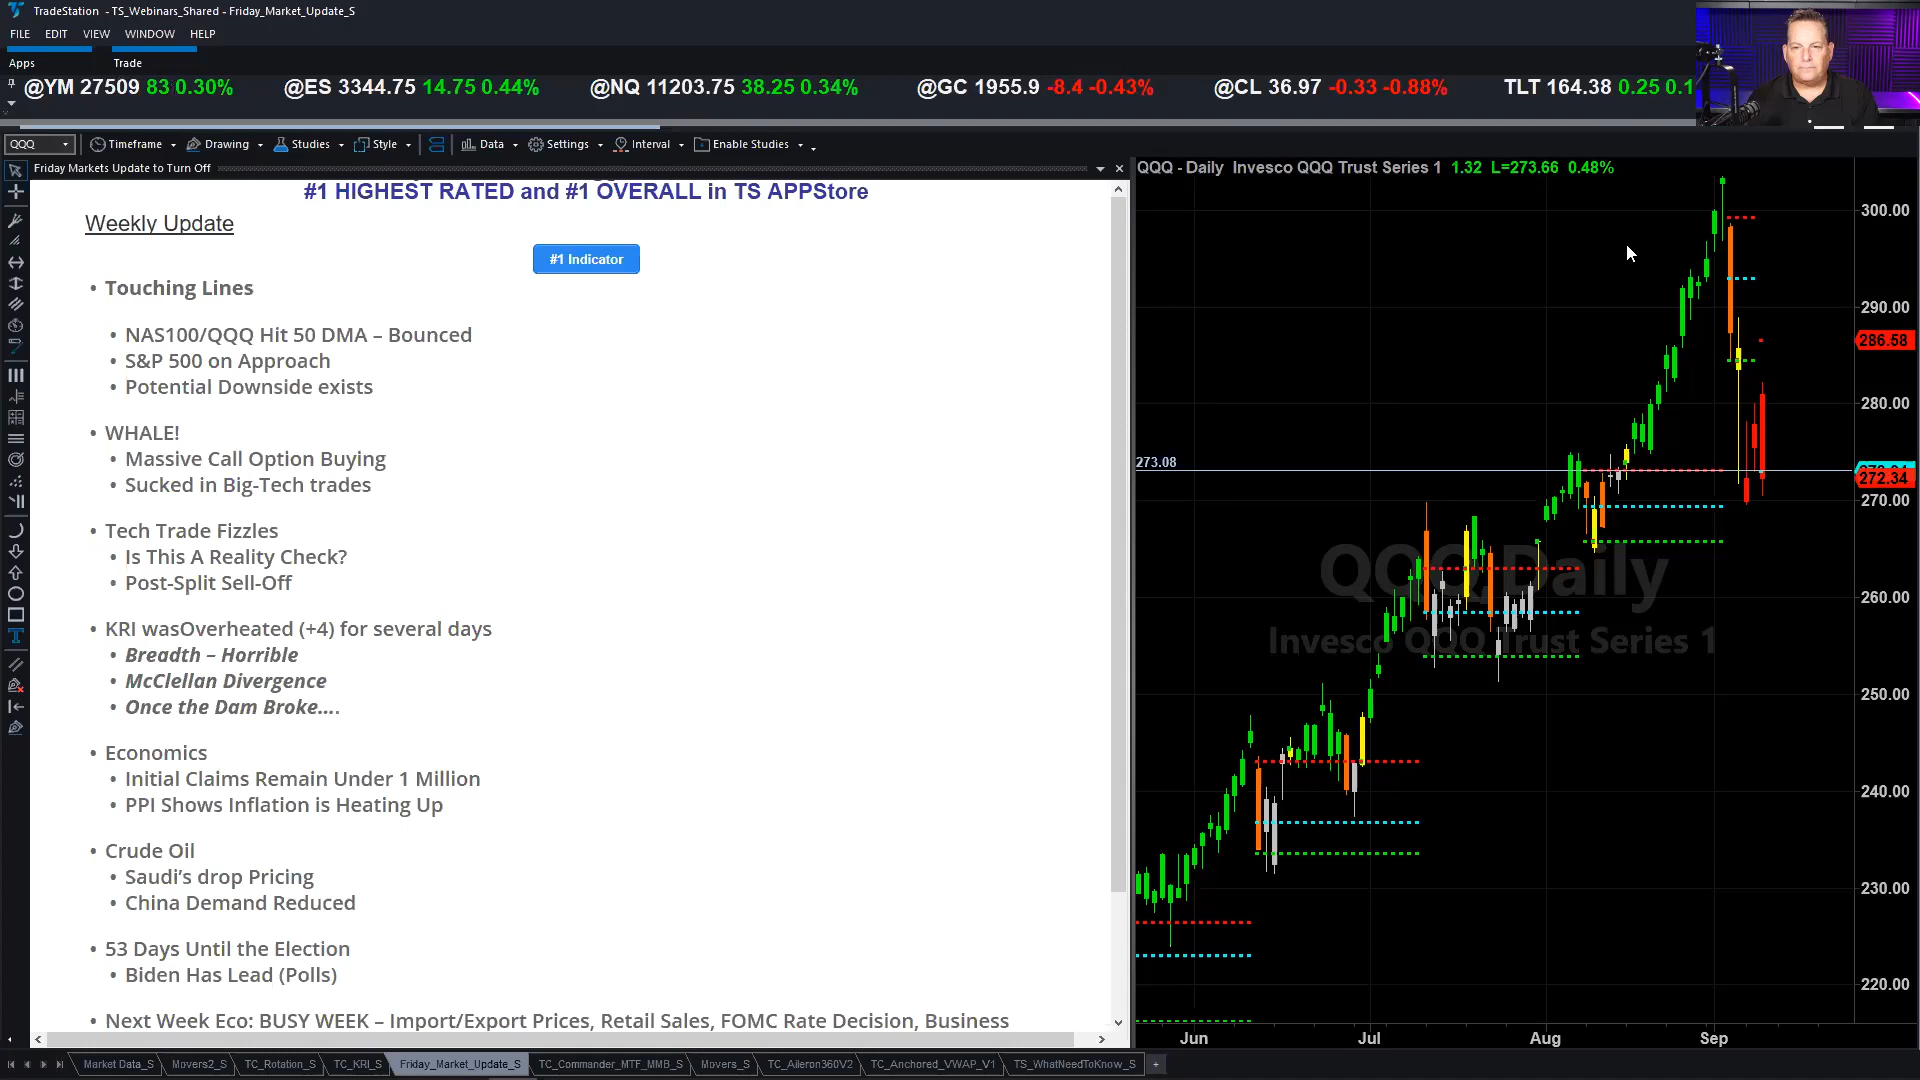 TradeStation - TS_Webinars_Shared - Friday_Market_Update_S
FILE EDIT VIEW WINDOW HELP
Apps Trade
@YM 27509 83 0.30% @ES 3344.75 14.75 0.44% @NQ 11203.75 38.25 0.34% @GC 1955.9 -8.4 -0.43% @CL 36.97 -0.33 -0.88% TLT 164.38 0.25 0.1
QQQ Timeframe Drawing Studies Style Data Settings Interval Enable Studies
Friday Markets Update to Turn Off
#1 HIGHEST RATED and #1 OVERALL in TS APPStore
Weekly Update
#1 Indicator
• Touching Lines
• NAS100/QQQ Hit 50 DMA – Bounced
• S&P 500 on Approach
• Potential Downside exists
• WHALE!
• Massive Call Option Buying
• Sucked in Big-Tech trades
• Tech Trade Fizzles
• Is This A Reality Check?
• Post-Split Sell-Off
• KRI wasOverheated (+4) for several days
• Breadth – Horrible
• McClellan Divergence
• Once the Dam Broke….
• Economics
• Initial Claims Remain Under 1 Million
• PPI Shows Inflation is Heating Up
• Crude Oil
• Saudi's drop Pricing
• China Demand Reduced
• 53 Days Until the Election
• Biden Has Lead (Polls)
• Next Week Eco: BUSY WEEK – Import/Export Prices, Retail Sales, FOMC Rate Decision, Business
QQQ - Daily Invesco QQQ Trust Series 1 1.32 L=273.66 0.48%
300.00
290.00
286.58
280.00
273.08
272.34
270.00
QQQ, Daily
260.00
Invesco QQQ Trust Series 1
250.00
240.00
230.00
220.00
Jun Jul Aug Sep
Market Data_S Movers2_S TC_Rotation_S TC_KRI_S Friday_Market_Update_S TC_Commander_MTF_MMB_S Movers_S TC_Aileron360V2 TC_Anchored_VWAP_V1 TS_WhatNeedToKnow_S +